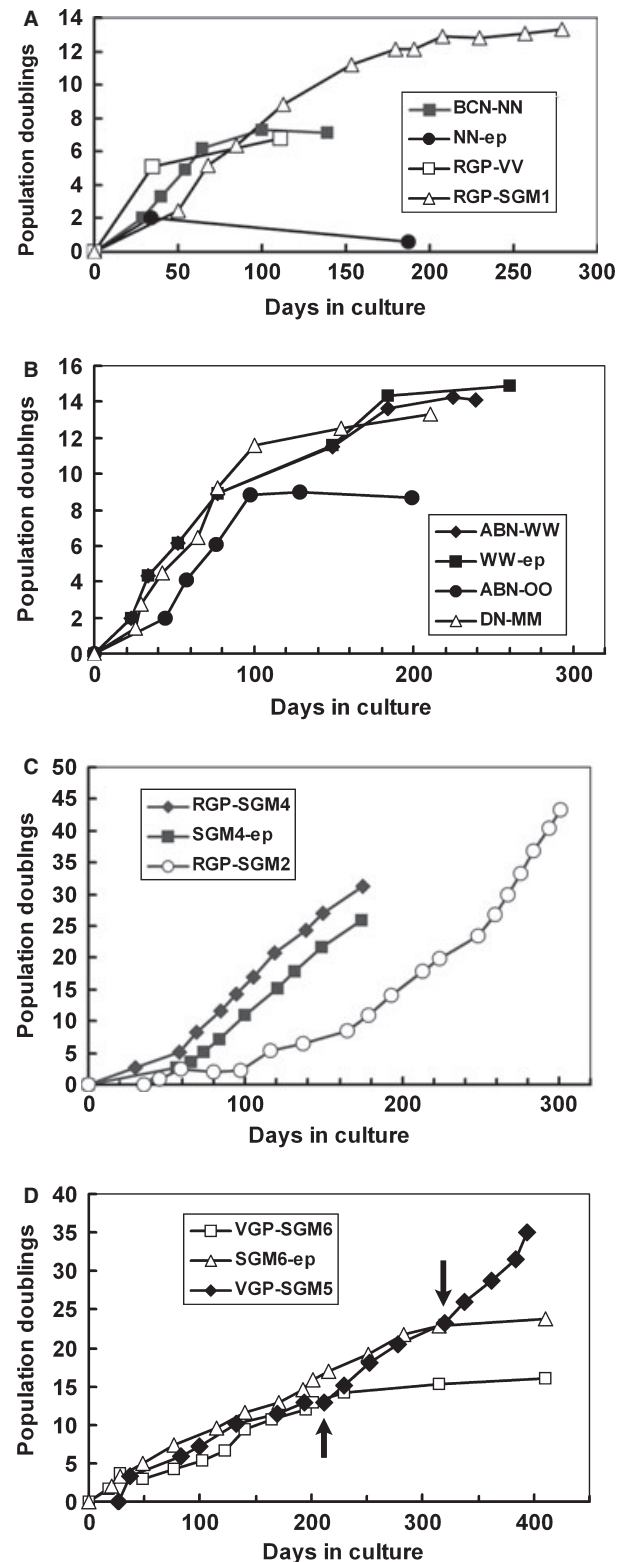 A
14
12
10
8
6
4
2
0
Population doublings
BCN-NN
NN-ep
RGP-VV
RGP-SGM1
0 50 100 150 200 250 300
Days in culture
B
16
14
12
10
8
6
4
2
0
Population doublngs
ABN-WW
WW-ep
ABN-OO
DN-MM
0 100 200 300
Days in culture
C
50
45
40
35
30
25
20
15
10
5
0
Population doublngs
RGP-SGM4
SGM4-ep
RGP-SGM2
0 100 200 300
Days in culture
D
40
35
30
25
20
15
10
5
0
Population doublings
VGP-SGM6
SGM6-ep
VGP-SGM5
0 100 200 300 400
Days in culture